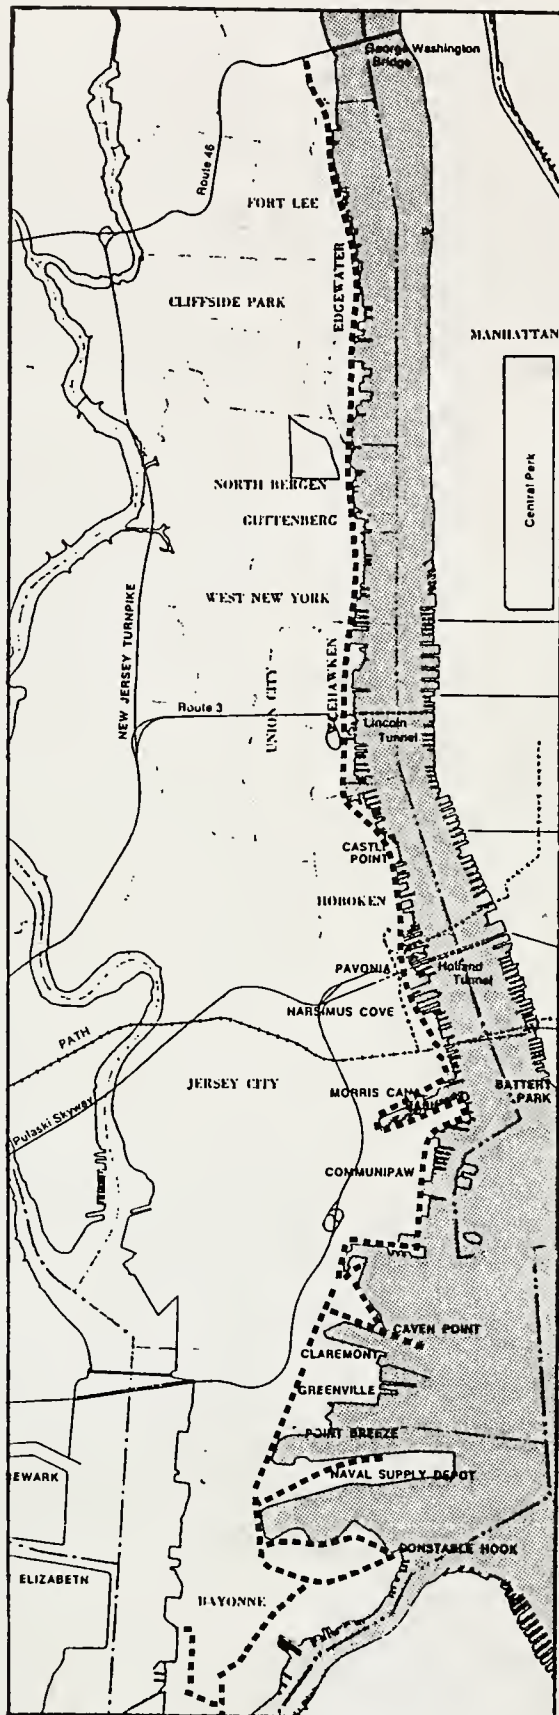 George Washington
Bridge
Route 46
FORT LEE
EDGEWATER
CLIFFSIDE PARK
MANHATTAN
Central Park
NORTH BERGEN
GUTTENBERG
WEST NEW YORK
NEW JERSEY TURNPIKE
UNION CITY
WEEHAWKEN
Route 3
Lincoln
Tunnel
CASTLE
POINT
HOBOKEN
PAVONIA
Holland
Tunnel
HARSIMUS COVE
PATH
JERSEY CITY
MORRIS CANAL
BATTERY
PARK
Pulaski Skyway
COMMUNIPAW
CAVEN POINT
CLAREMONT
GREENVILLE
POINT BREEZE
NAVAL SUPPLY DEPOT
EWARK
CONSTABLE HOOK
ELIZABETH
BAYONNE